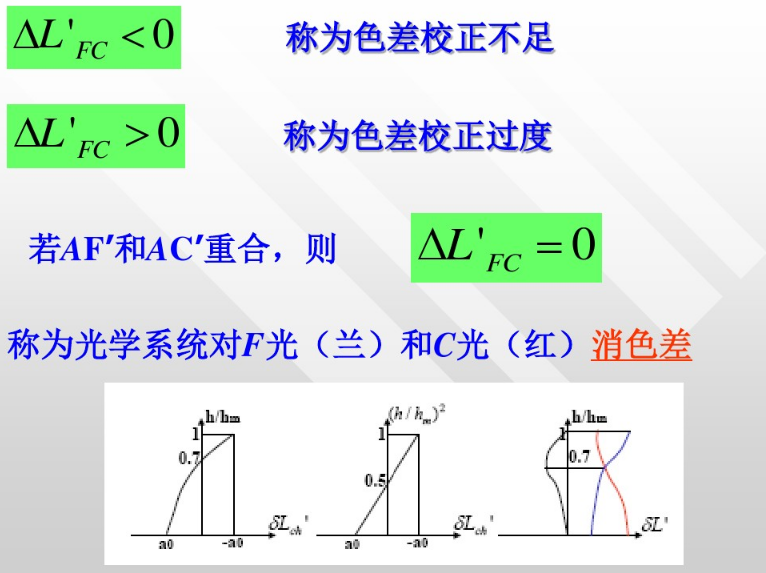 ΔL'FC < 0 称为色差校正不足
ΔL'FC > 0 称为色差校正过度
若AF′和AC′重合，则 ΔL'FC = 0
称为光学系统对F光（兰）和C光（红）消色差
h/hm (h/hm)² h/hm
1 1 1
0.7 0.7
0.5
δLch' δLch' δL'
a0 -a0 a0 -a0